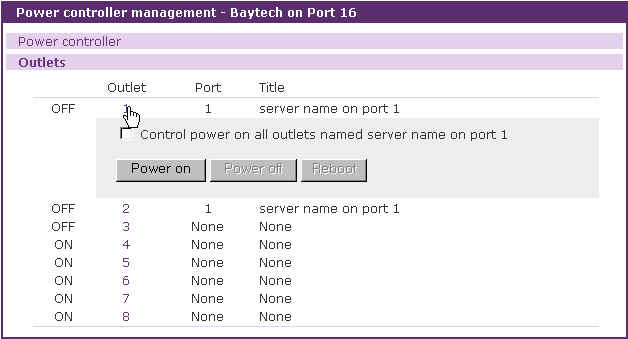 Power controller management - Baytech on Port 16
Power controller
Outlets
Outlet Port Title
OFF 1 1 server name on port 1
Control power on all outlets named server name on port 1
Power on Power off Reboot
OFF 2 1 server name on port 1
OFF 3 None None
ON 4 None None
ON 5 None None
ON 6 None None
ON 7 None None
ON 8 None None